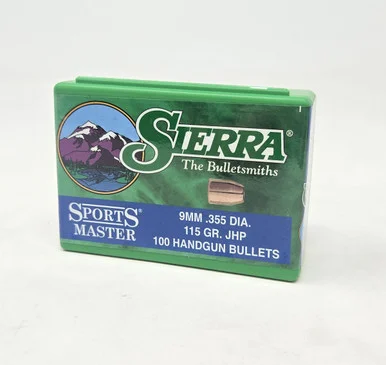 SIERRA®
The Bulletsmiths
SPORTS®
MASTER
9MM .355 DIA.
115 GR. JHP
100 HANDGUN BULLETS